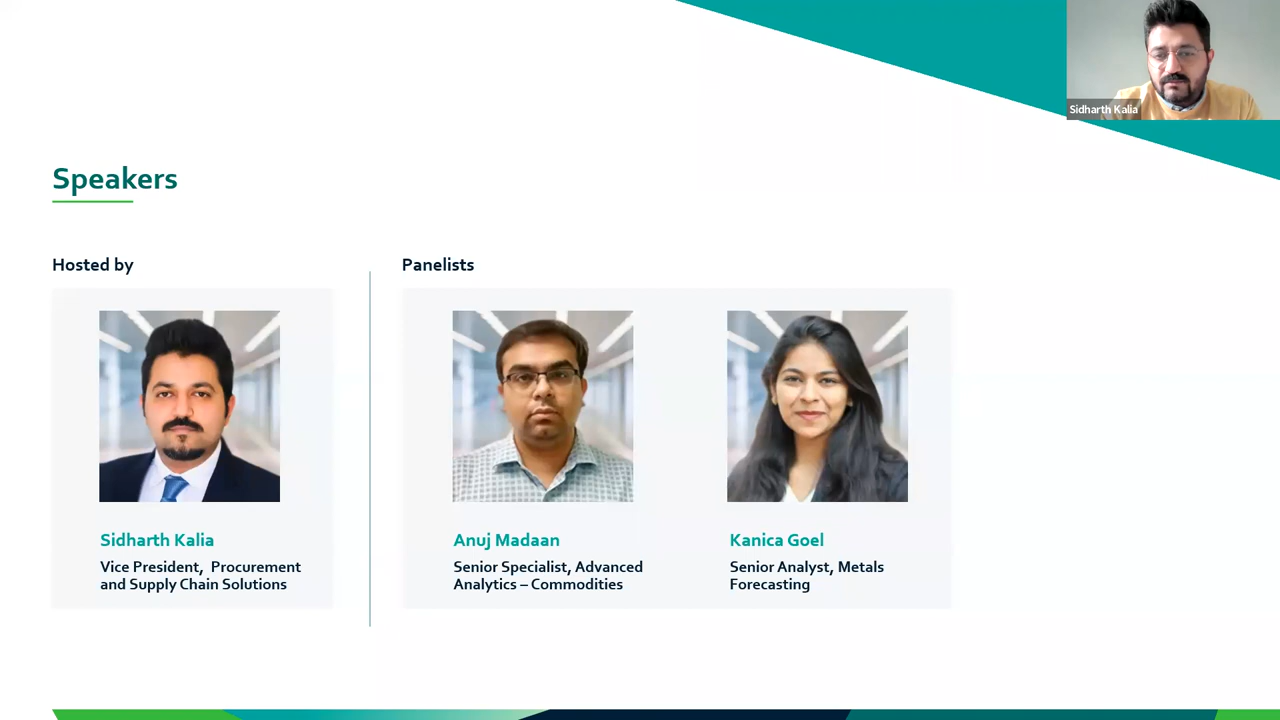 Sidharth Kalia
Speakers
Hosted by
Panelists
Sidharth Kalia
Vice President, Procurement
and Supply Chain Solutions
Anuj Madaan
Senior Specialist, Advanced
Analytics – Commodities
Kanica Goel
Senior Analyst, Metals
Forecasting